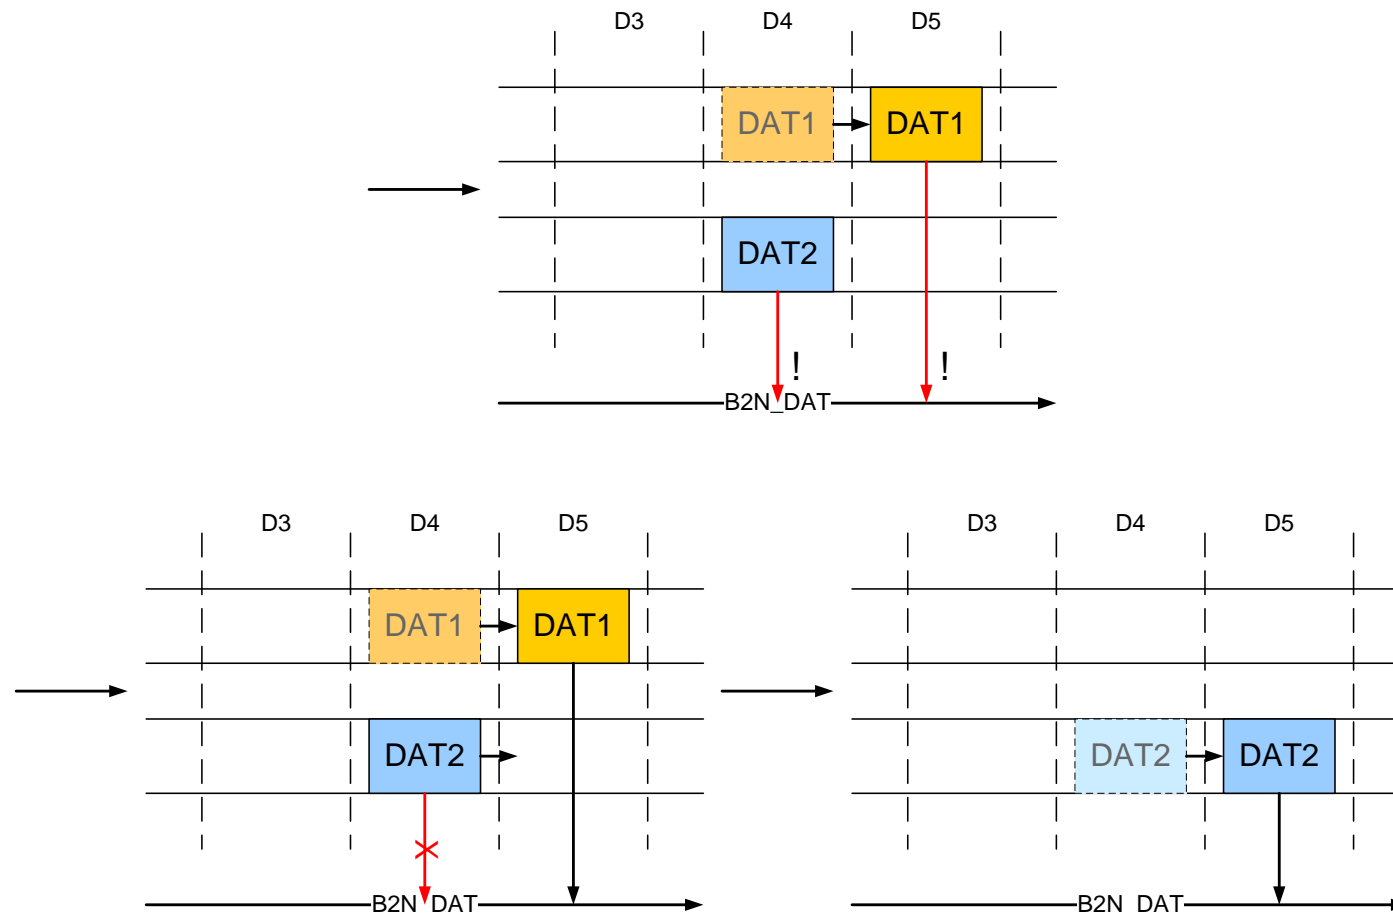 D3 D4 D5
DAT1 DAT1
DAT2
! !
B2N_DAT
D3 D4 D5
DAT1 DAT1
DAT2
B2N_DAT
D3 D4 D5
DAT2 DAT2
B2N_DAT